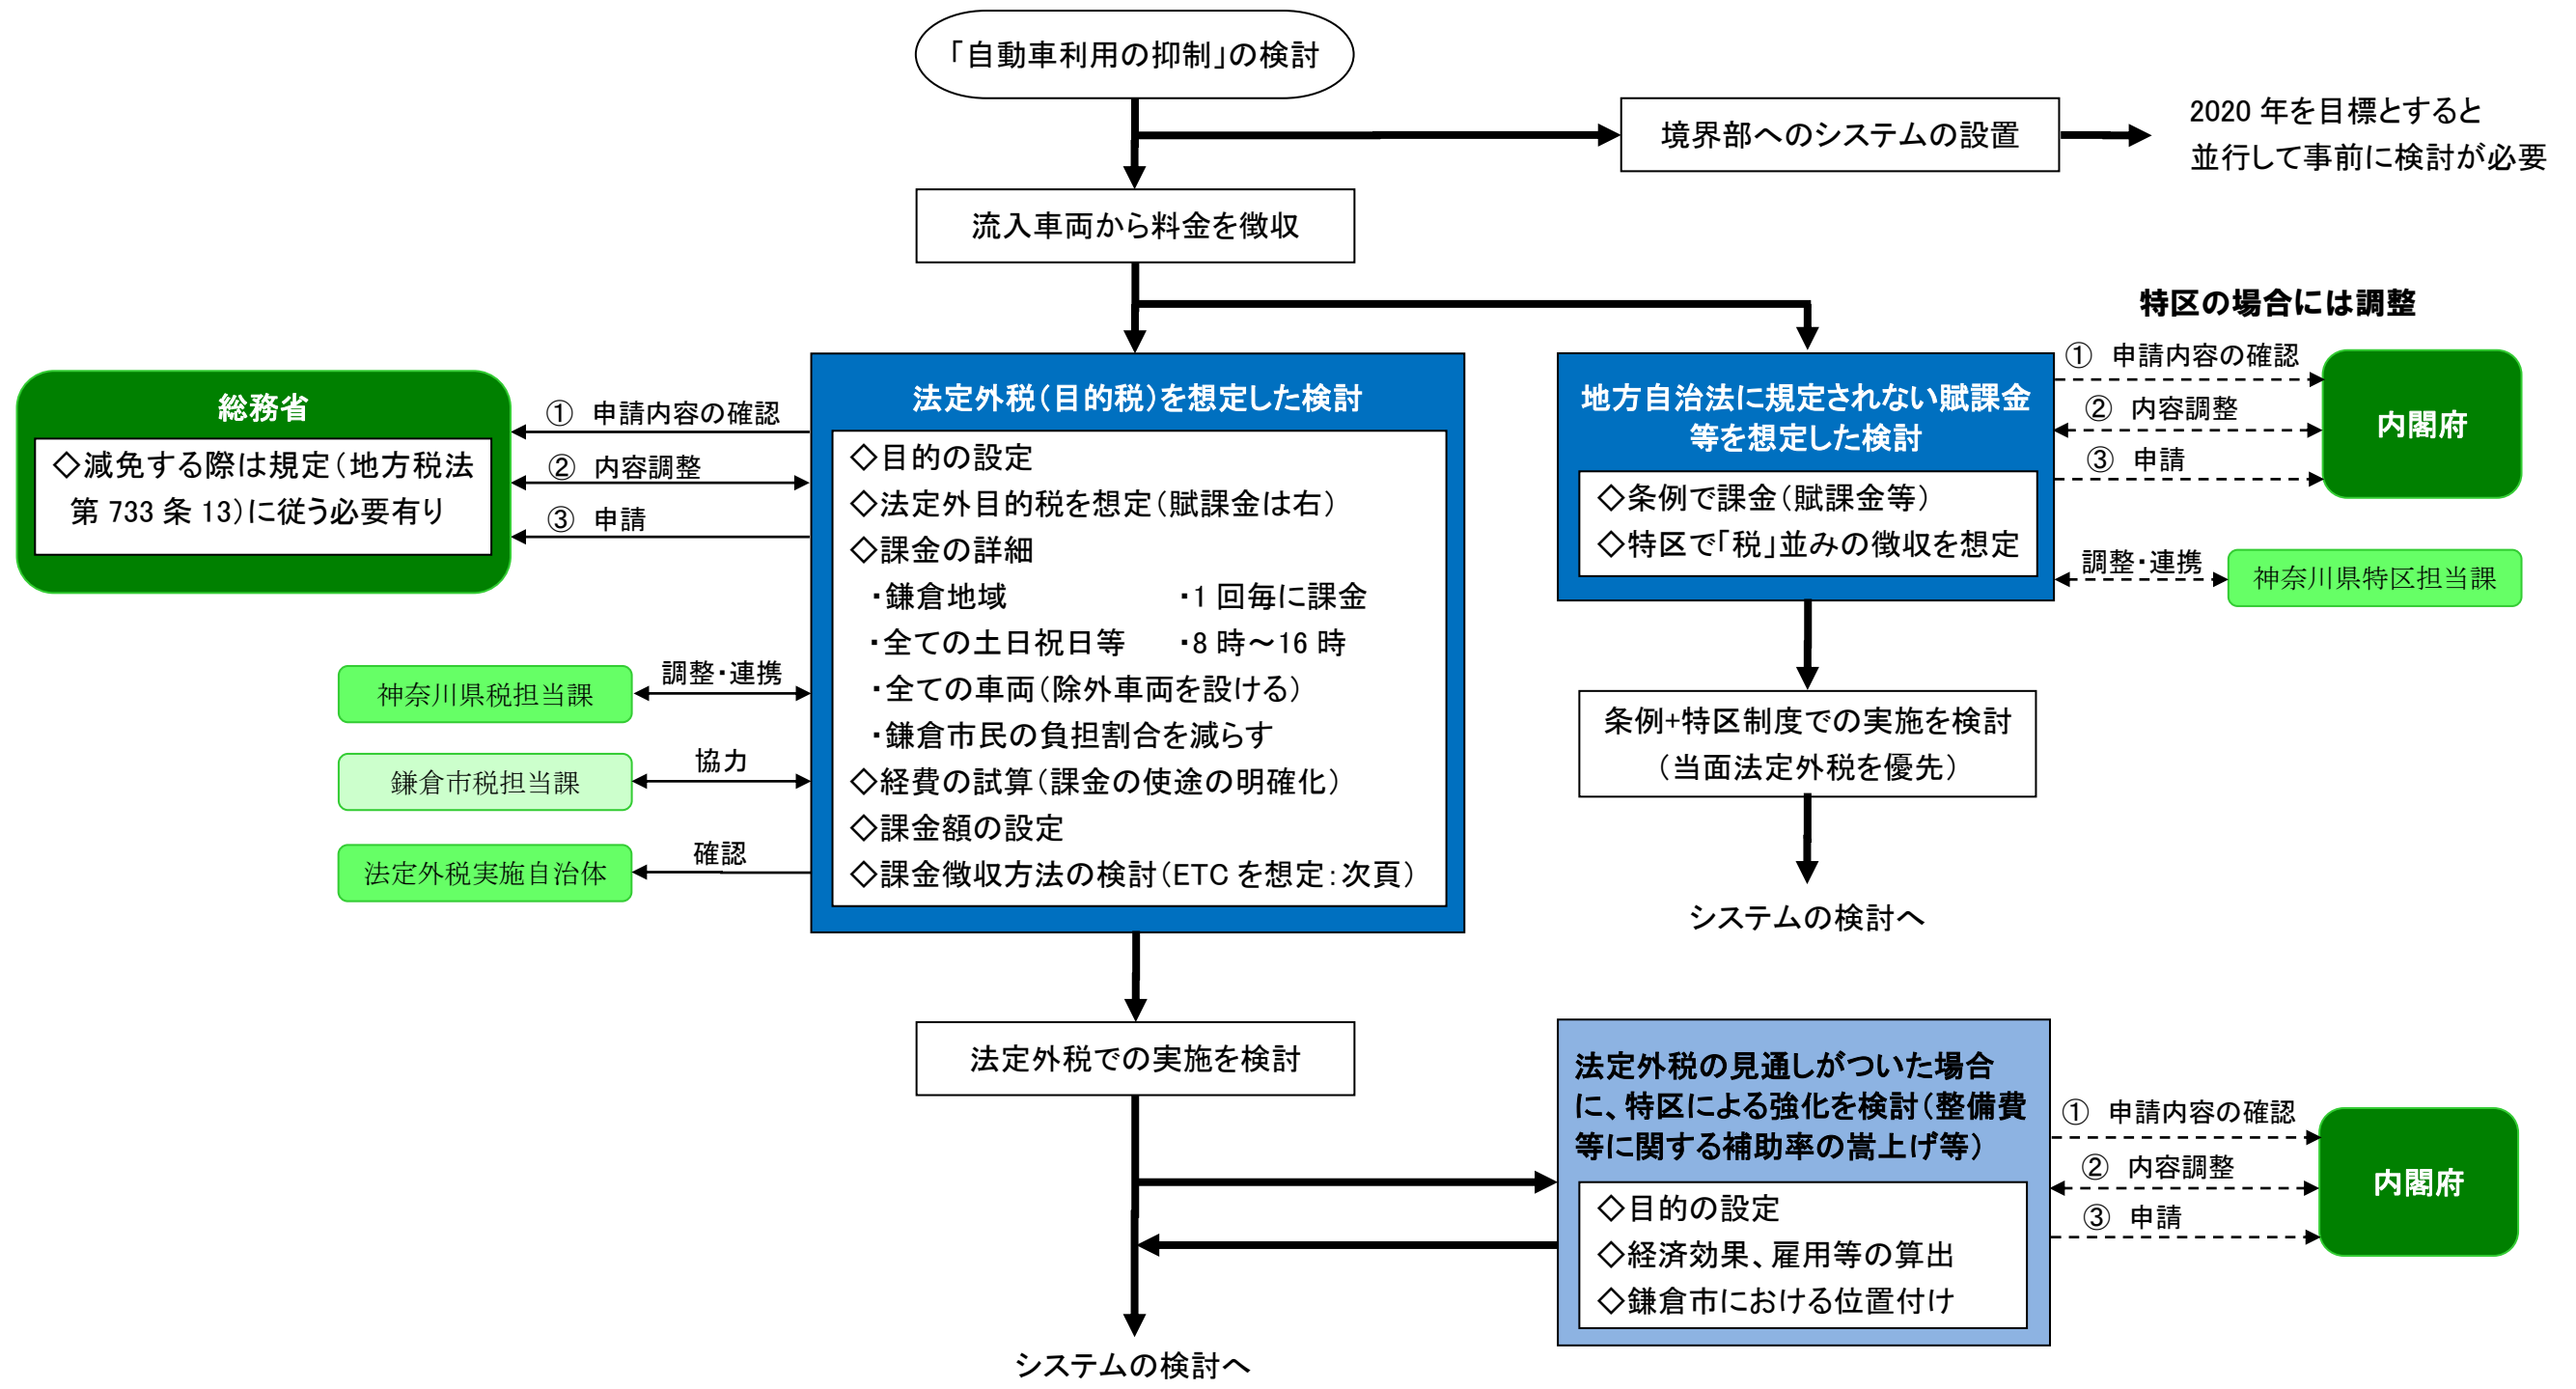 「自動車利用の抑制」の検討
境界部へのシステムの設置
2020 年を目標とすると
並行して事前に検討が必要
流入車両から料金を徴収
特区の場合には調整
総務省
◇減免する際は規定（地方税法
第 733 条 13）に従う必要有り
① 申請内容の確認
② 内容調整
③ 申請
法定外税（目的税）を想定した検討
◇目的の設定
◇法定外目的税を想定（賦課金は右）
◇課金の詳細
・鎌倉地域 ・1 回毎に課金
・全ての土日祝日等 ・8 時～16 時
・全ての車両（除外車両を設ける）
・鎌倉市民の負担割合を減らす
◇経費の試算（課金の使途の明確化）
◇課金額の設定
◇課金徴収方法の検討（ETC を想定：次頁）
神奈川県税担当課
調整・連携
鎌倉市税担当課
協力
法定外税実施自治体
確認
地方自治法に規定されない賦課金
等を想定した検討
◇条例で課金（賦課金等）
◇特区で「税」並みの徴収を想定
① 申請内容の確認
② 内容調整
③ 申請
内閣府
調整・連携
神奈川県特区担当課
条例+特区制度での実施を検討
（当面法定外税を優先）
システムの検討へ
法定外税での実施を検討
法定外税の見通しがついた場合
に、特区による強化を検討（整備費
等に関する補助率の嵩上げ等）
◇目的の設定
◇経済効果、雇用等の算出
◇鎌倉市における位置付け
① 申請内容の確認
② 内容調整
③ 申請
内閣府
システムの検討へ